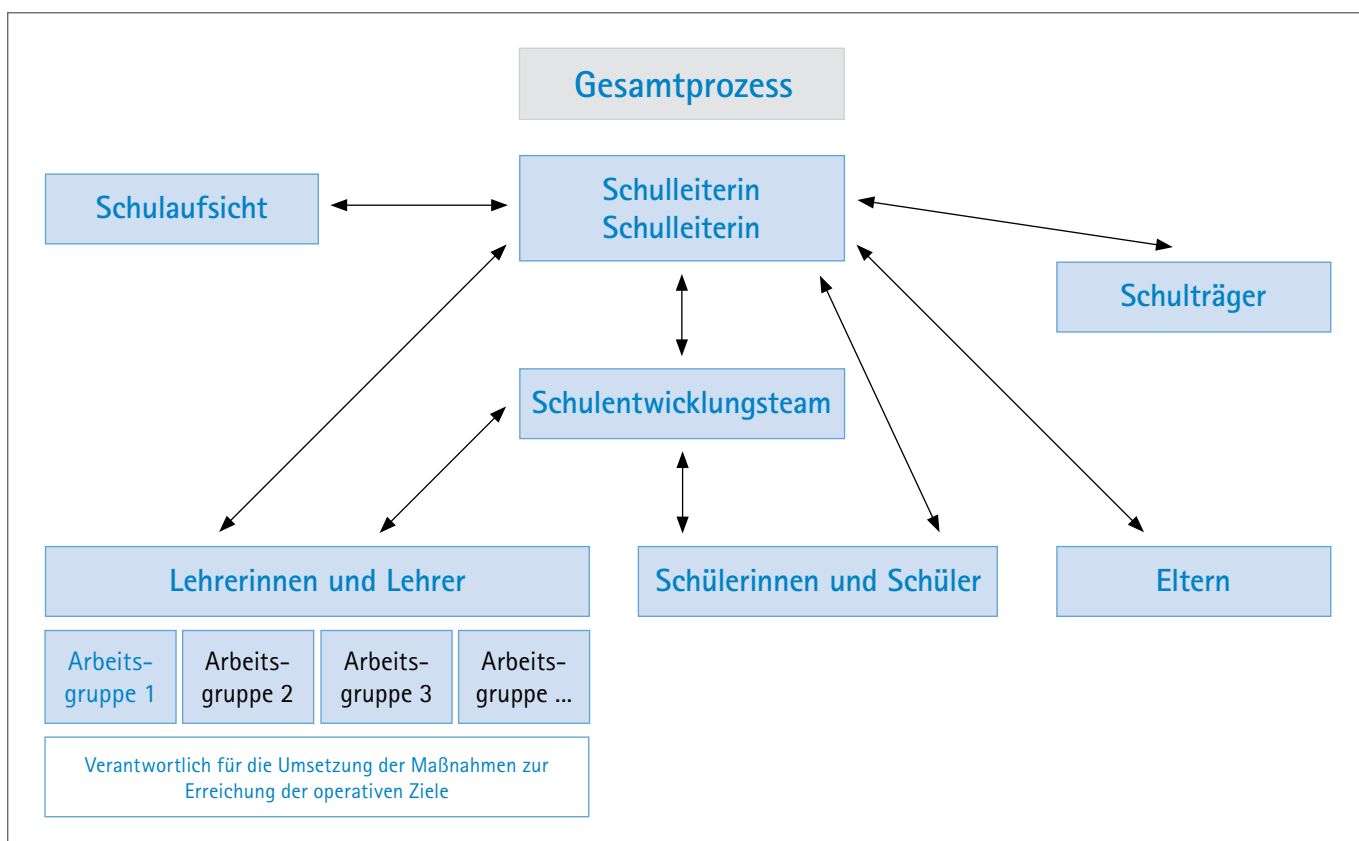 Gesamtprozess
Schulaufsicht
Schulleiterin
Schulleiterin
Schulträger
Schulentwicklungsteam
Lehrerinnen und Lehrer
Schülerinnen und Schüler
Eltern
Arbeits-
gruppe 1
Arbeits-
gruppe 2
Arbeits-
gruppe 3
Arbeits-
gruppe ...
Verantwortlich für die Umsetzung der Maßnahmen zur
Erreichung der operativen Ziele